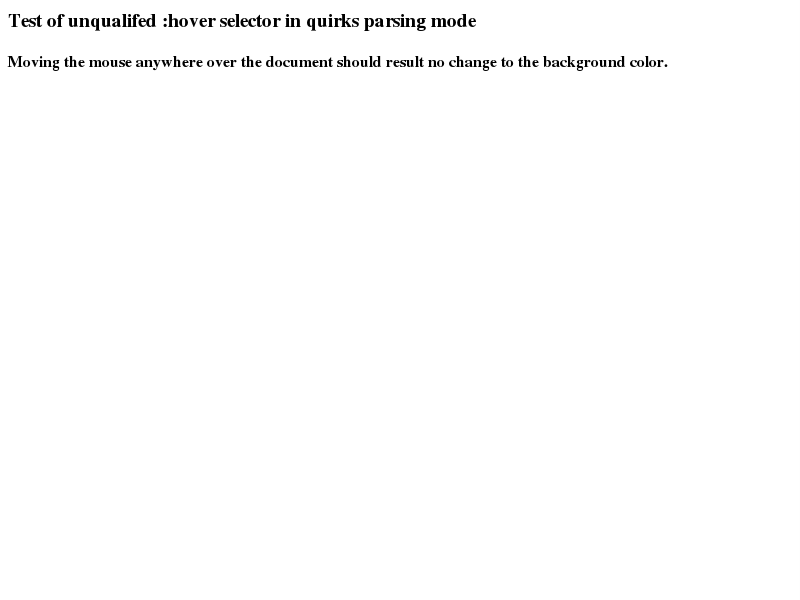 Test of unqualifed :hover selector in quirks parsing mode
Moving the mouse anywhere over the document should result no change to the background color.